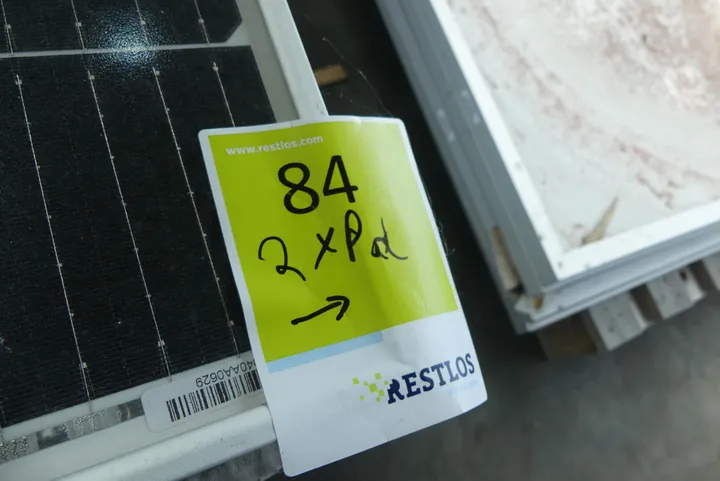 www.restlos.com
84
2 x Pal
→
RESTLOS
40AA0629